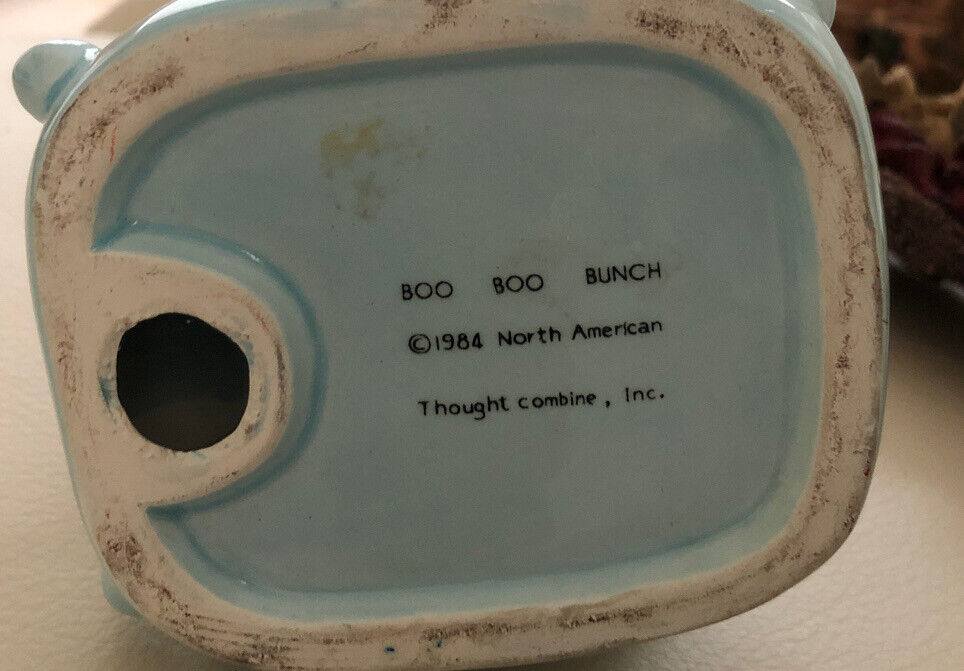 BOO BOO BUNCH
©1984 North American
Thought combine, Inc.